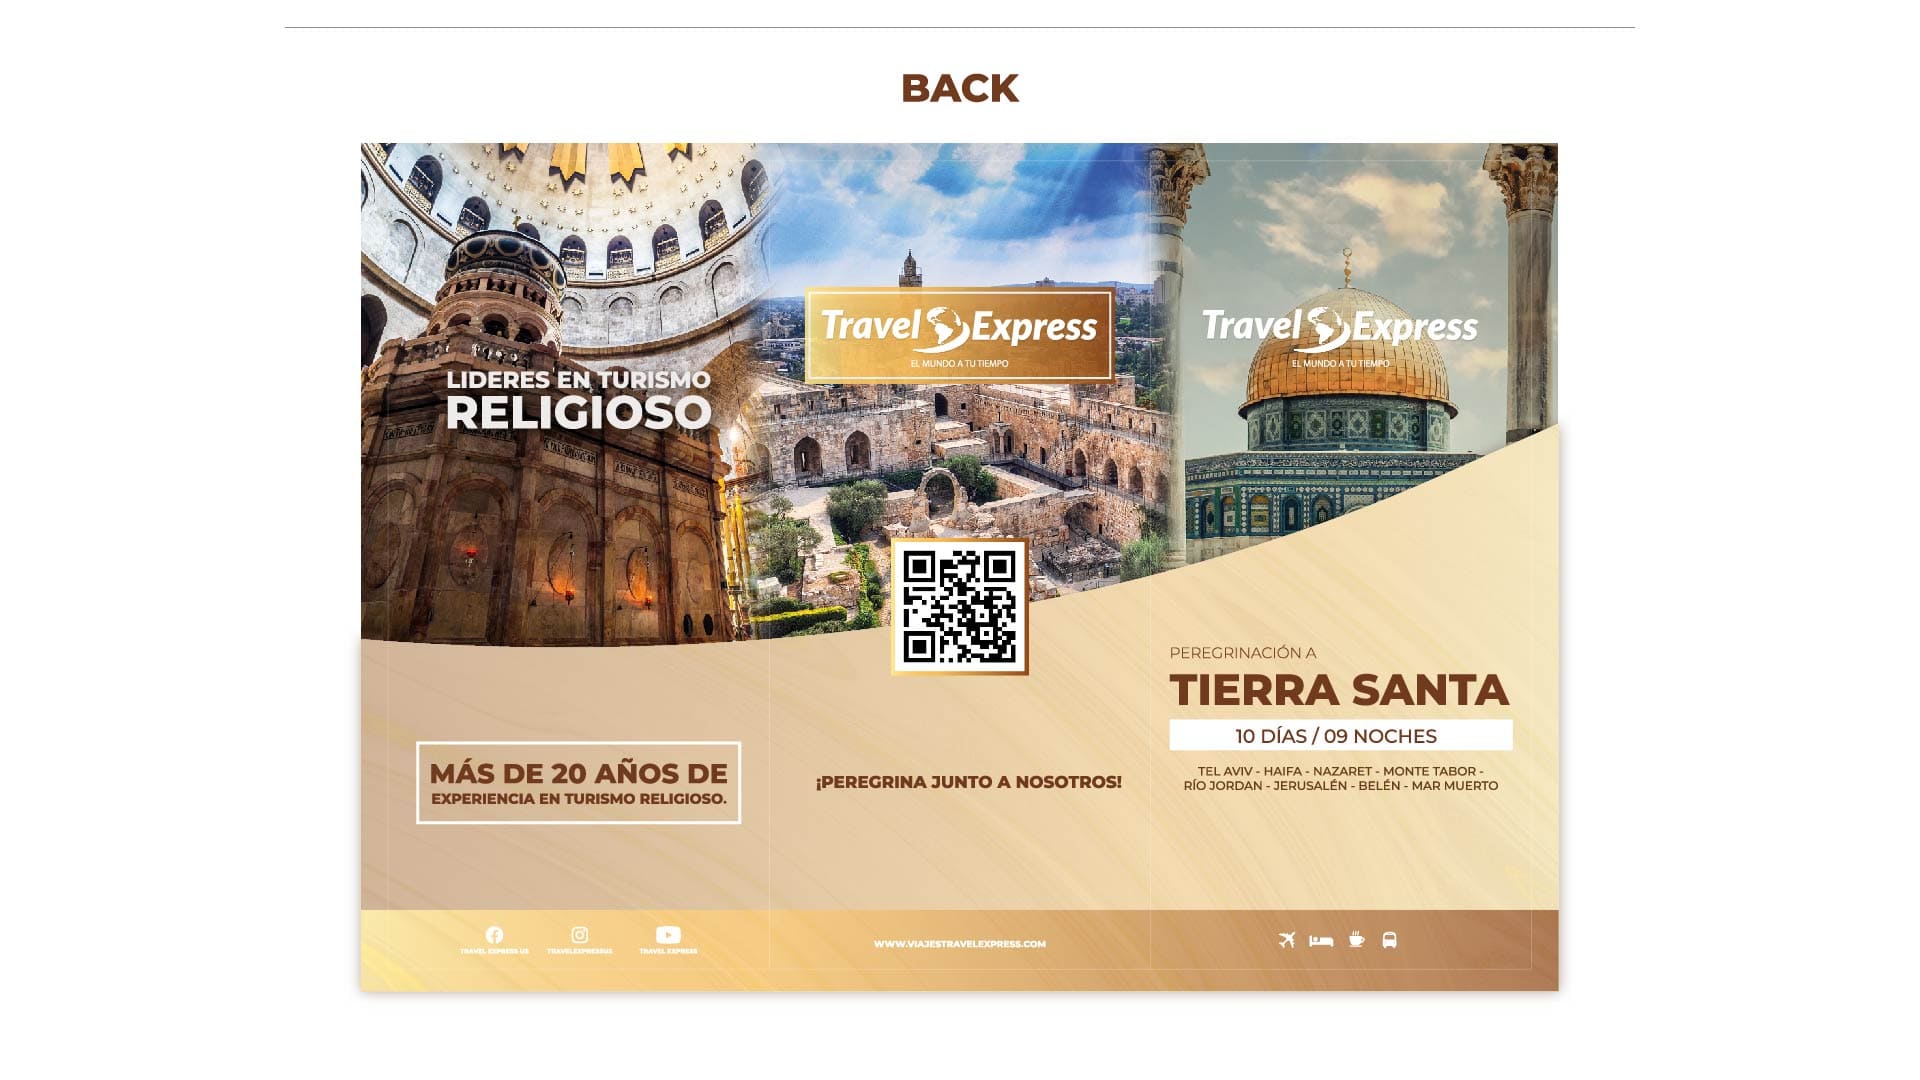 BACK
LIDERES EN TURISMO
RELIGIOSO
MÁS DE 20 AÑOS DE
EXPERIENCIA EN TURISMO RELIGIOSO.
TRAVEL EXPRESS US
TRAVELEXPRESSUS
TRAVEL EXPRESS
Travel Express
EL MUNDO A TU TIEMPO
¡PEREGRINA JUNTO A NOSOTROS!
WWW.VIAJESTRAVELEXPRESS.COM
Travel Express
EL MUNDO A TU TIEMPO
PEREGRINACIÓN A
TIERRA SANTA
10 DÍAS / 09 NOCHES
TEL AVIV - HAIFA - NAZARET - MONTE TABOR -
RÍO JORDAN - JERUSALÉN - BELÉN - MAR MUERTO